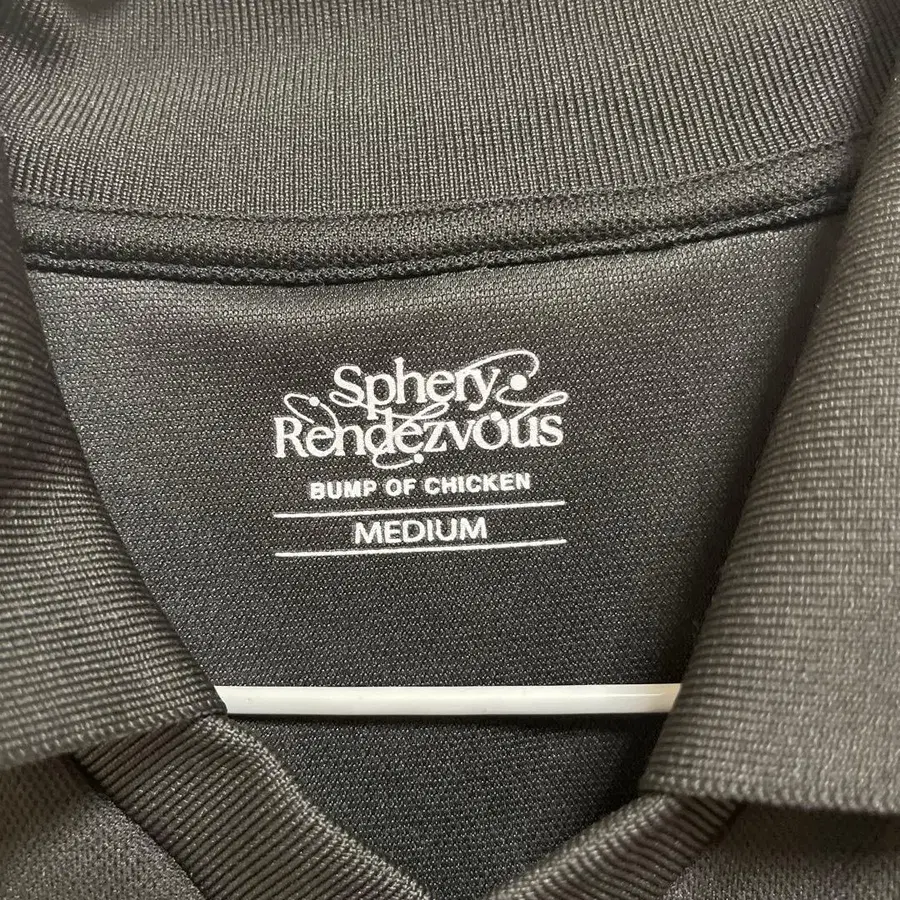 Sphery
Rendezvous
BUMP OF CHICKEN
MEDIUM